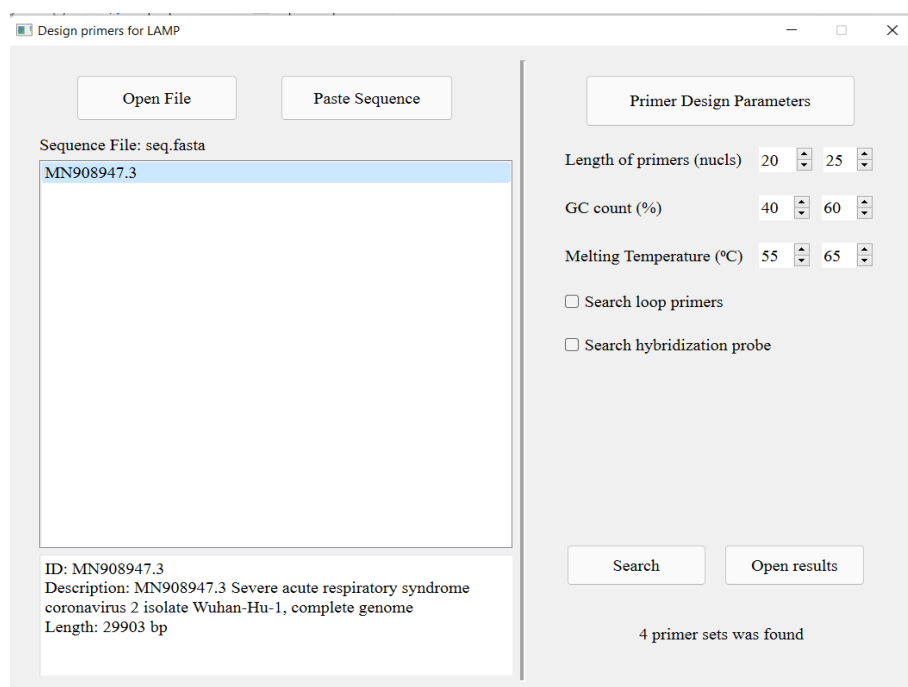 Design primers for LAMP
Open File
Paste Sequence
Sequence File: seq.fasta
MN908947.3
ID: MN908947.3
Description: MN908947.3 Severe acute respiratory syndrome
coronavirus 2 isolate Wuhan-Hu-1, complete genome
Length: 29903 bp
Primer Design Parameters
Length of primers (nucls) 20 25
GC count (%) 40 60
Melting Temperature (ºC) 55 65
Search loop primers
Search hybridization probe
Search
Open results
4 primer sets was found